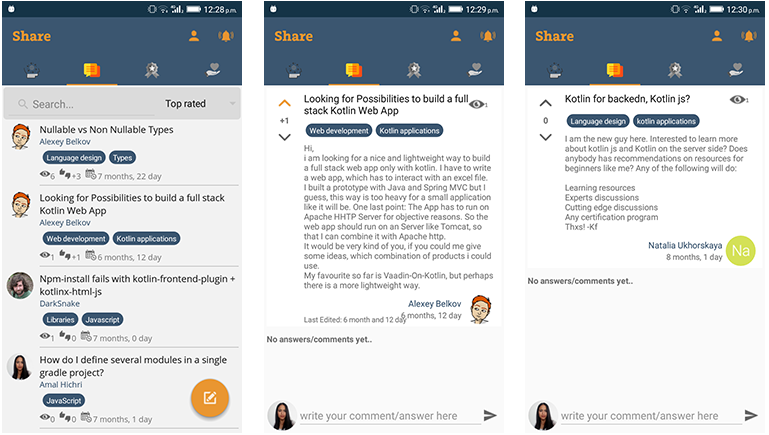 12:28 p.m.
Share
Search...
Top rated
Nullable vs Non Nullable Types
Alexey Belkov
Language design
Types
6
+3
7 months, 22 day
Looking for Possibilities to build a full stack
Kotlin Web App
Alexey Belkov
Web development
Kotlin applications
1
+1
6 months, 12 day
Npm-install fails with kotlin-frontend-plugin +
kotlinx-html-js
DarkSnake
Libraries
Javascript
1
0
7 months, 0 day
How do I define several modules in a single
gradle project?
Amal Hichri
JavaScript
0
0
7 months, 1 day
12:29 p.m.
Share
Looking for Possibilities to build a full
stack Kotlin Web App
1
+1
Web development
Kotlin applications
Hi,
i am looking for a nice and lightweight way to build
a full stack web app only with kotlin. I have to write
a web app, which has to interact with an excel file.
I built a prototype with Java and Spring MVC but I
guess, this way is too heavy for a small application
like it will be. One last point: The App has to run on
Apache HHTP Server for objective reasons. So the
web app should run on an Server like Tomcat, so
that I can combine it with Apache http.
It would be very kind of you, if you could me give
some ideas, which combination of products i could
use.
My favourite so far is Vaadin-On-Kotlin, but perhaps
there is a more lightweight way.
Alexey Belkov
Last Edited: 6 month and 12 day
6 months, 12 day
No answers/comments yet..
write your comment/answer here
12:30 p.m.
Share
Kotlin for backedn, Kotlin js?
1
0
Language design
kotlin applications
I am the new guy here. Interested to learn more
about kotlin js and Kotlin on the server side? Does
anybody has recommendations on resources for
beginners like me? Any of the following will do:
Learning resources
Experts discussions
Cutting edge discussions
Any certification program
Thxs! -Kf
Natalia Ukhorskaya
8 months, 1 day
Na
No answers/comments yet..
write your comment/answer here